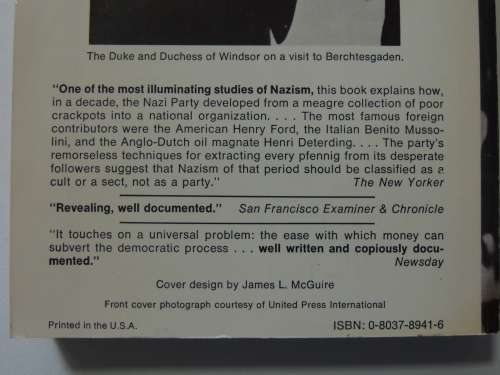 The Duke and Duchess of Windsor on a visit to Berchtesgaden.
"One of the most illuminating studies of Nazism, this book explains how,
in a decade, the Nazi Party developed from a meagre collection of poor
crackpots into a national organization. . . . The most famous foreign
contributors were the American Henry Ford, the Italian Benito Musso-
lini, and the Anglo-Dutch oil magnate Henri Deterding. . . . The party's
remorseless techniques for extracting every pfennig from its desperate
followers suggest that Nazism of that period should be classified as a
cult or a sect, not as a party." The New Yorker
"Revealing, well documented." San Francisco Examiner & Chronicle
"It touches on a universal problem: the ease with which money can
subvert the democratic process . . . well written and copiously docu-
mented." Newsday
Cover design by James L. McGuire
Front cover photograph courtesy of United Press International
Printed in the U.S.A. ISBN: 0-8037-8941-6